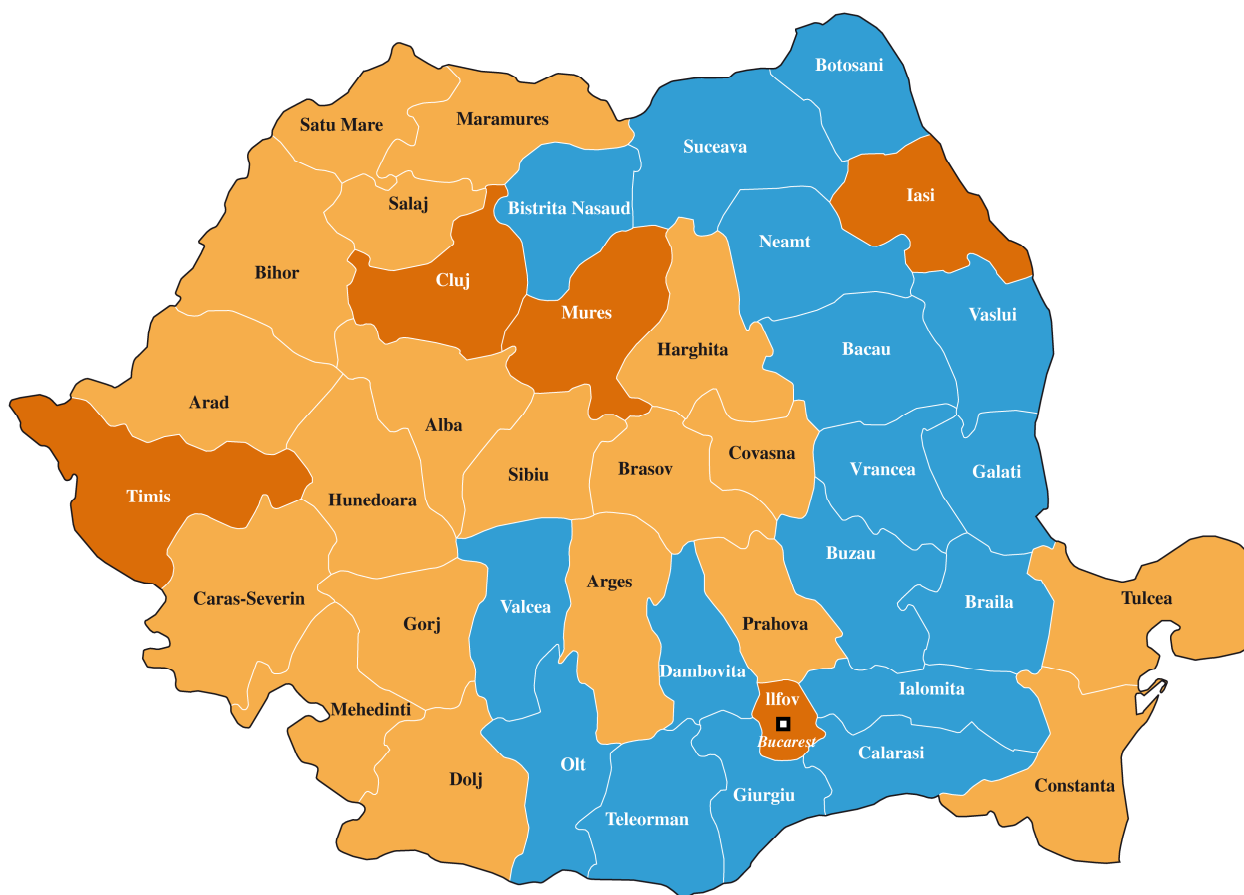 Botosani
Satu Mare
Maramures
Suceava
Iasi
Salaj
Bistrita Nasaud
Neamt
Bihor
Cluj
Mures
Vaslui
Harghita
Bacau
Arad
Alba
Covasna
Brasov
Sibiu
Vrancea
Galati
Timis
Hunedoara
Buzau
Arges
Caras-Severin
Valcea
Braila
Tulcea
Gorj
Prahova
Dambovita
Ialomita
llfov
Mehedinti
Bucarest
Calarasi
Olt
Dolj
Constanta
Giurgiu
Teleorman